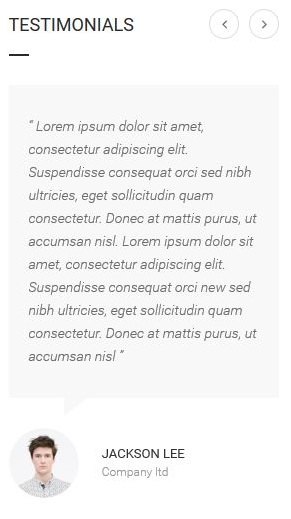 TESTIMONIALS
" Lorem ipsum dolor sit amet,
consectetur adipiscing elit.
Suspendisse consequat orci sed nibh
ultricies, eget sollicitudin quam
consectetur. Donec at mattis purus, ut
accumsan nisl. Lorem ipsum dolor sit
amet, consectetur adipiscing elit.
Suspendisse consequat orci new sed
nibh ultricies, eget sollicitudin quam
consectetur. Donec at mattis purus, ut
accumsan nisl "
JACKSON LEE
Company ltd